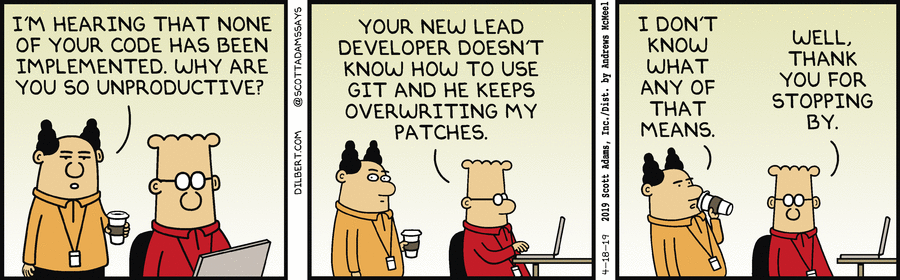 I'M HEARING THAT NONE
OF YOUR CODE HAS BEEN
IMPLEMENTED. WHY ARE
YOU SO UNPRODUCTIVE?
DILBERT.COM @SCOTTADAMSSAYS
YOUR NEW LEAD
DEVELOPER DOESN'T
KNOW HOW TO USE
GIT AND HE KEEPS
OVERWRITING MY
PATCHES.
4-18-19 2019 Scott Adams, Inc./Dist. by Andrews McMeel
I DON'T
KNOW
WHAT
ANY OF
THAT
MEANS.
WELL,
THANK
YOU FOR
STOPPING
BY.